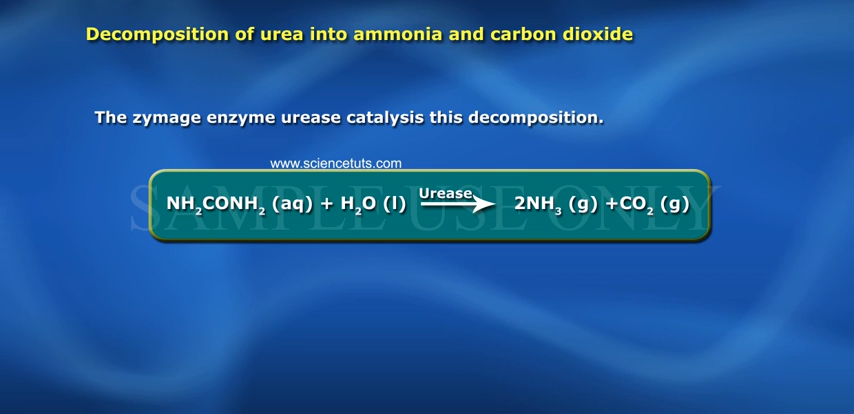 Decomposition of urea into ammonia and carbon dioxide
The zymage enzyme urease catalysis this decomposition.
www.sciencetuts.com
SAMPLE USE ONLY
Urease
NH₂CONH₂ (aq) + H₂O (l) ⟶ 2NH₃ (g) +CO₂ (g)